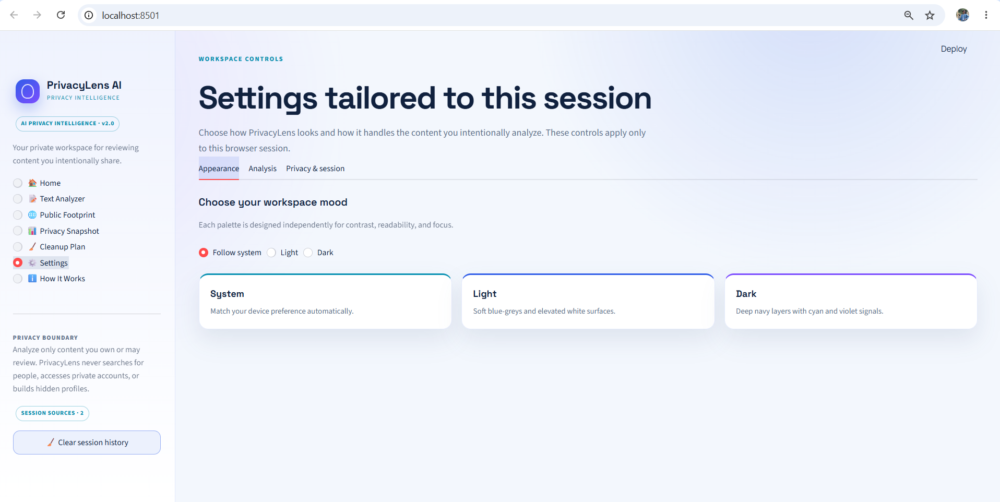 localhost:8501
Deploy
PrivacyLens AI
PRIVACY INTELLIGENCE
AI PRIVACY INTELLIGENCE · v2.0
Your private workspace for reviewing
content you intentionally share.
Home
Text Analyzer
Public Footprint
Privacy Snapshot
Cleanup Plan
Settings
How It Works
PRIVACY BOUNDARY
Analyze only content you own or may
review. PrivacyLens never searches for
people, accesses private accounts, or
builds hidden profiles.
SESSION SOURCES · 2
Clear session history
WORKSPACE CONTROLS
Settings tailored to this session
Choose how PrivacyLens looks and how it handles the content you intentionally analyze. These controls apply only
to this browser session.
Appearance Analysis Privacy & session
Choose your workspace mood
Each palette is designed independently for contrast, readability, and focus.
Follow system Light Dark
System
Match your device preference automatically.
Light
Soft blue-greys and elevated white surfaces.
Dark
Deep navy layers with cyan and violet signals.